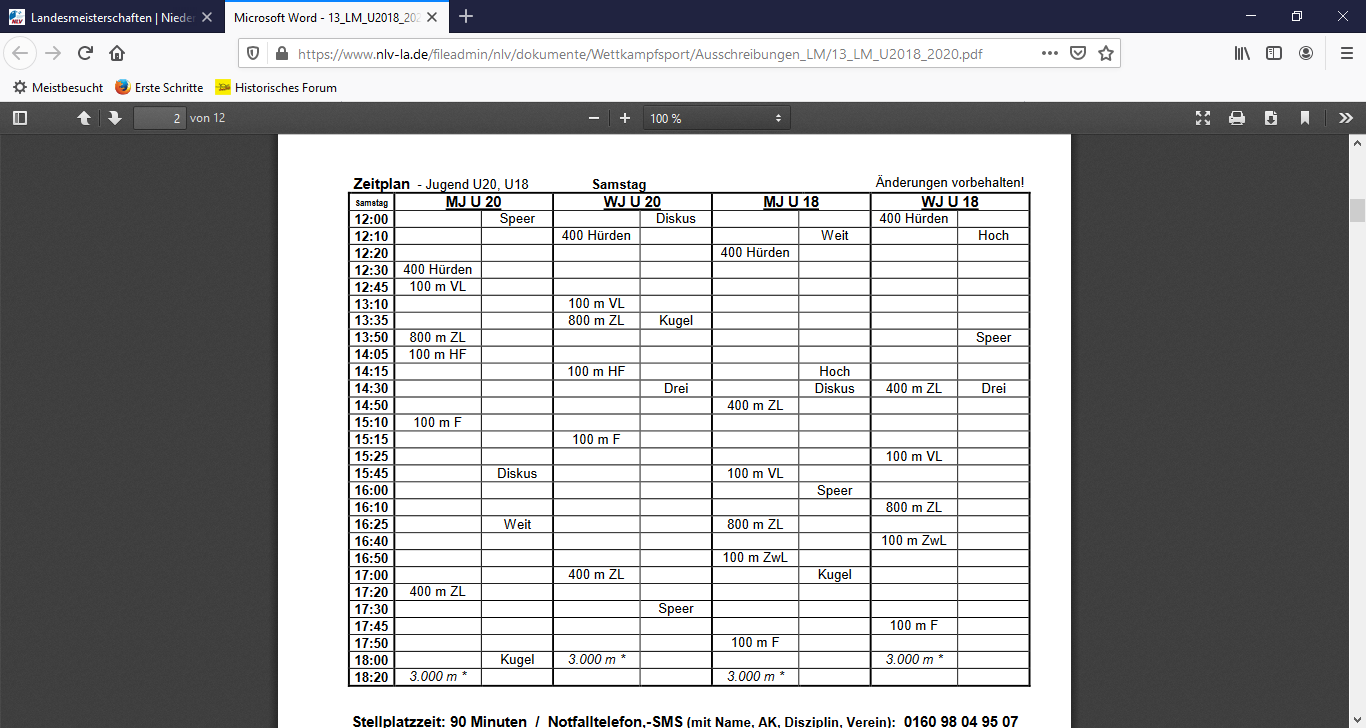 Landesmeisterschaften | Nieder
Microsoft Word - 13_LM_U2018_202
https://www.nlv-la.de/fileadmin/nlv/dokumente/Wettkampfsport/Ausschreibungen_LM/13_LM_U2018_2020.pdf
Meistbesucht Erste Schritte Historisches Forum
2 von 12 100 %
Zeitplan - Jugend U20, U18 Samstag Änderungen vorbehalten!
Samstag MJ U 20 WJ U 20 MJ U 18 WJ U 18
12:00 Speer Diskus 400 Hürden
12:10 400 Hürden Weit Hoch
12:20 400 Hürden
12:30 400 Hürden
12:45 100 m VL
13:10 100 m VL
13:35 800 m ZL Kugel
13:50 800 m ZL Speer
14:05 100 m HF
14:15 100 m HF Hoch
14:30 Drei Diskus 400 m ZL Drei
14:50 400 m ZL
15:10 100 m F
15:15 100 m F
15:25 100 m VL
15:45 Diskus 100 m VL
16:00 Speer
16:10 800 m ZL
16:25 Weit 800 m ZL
16:40 100 m ZwL
16:50 100 m ZwL
17:00 400 m ZL Kugel
17:20 400 m ZL
17:30 Speer
17:45 100 m F
17:50 100 m F
18:00 Kugel 3.000 m * 3.000 m *
18:20 3.000 m * 3.000 m *
Stellplatzzeit: 90 Minuten / Notfalltelefon,-SMS (mit Name, AK, Disziplin, Verein): 0160 98 04 95 07